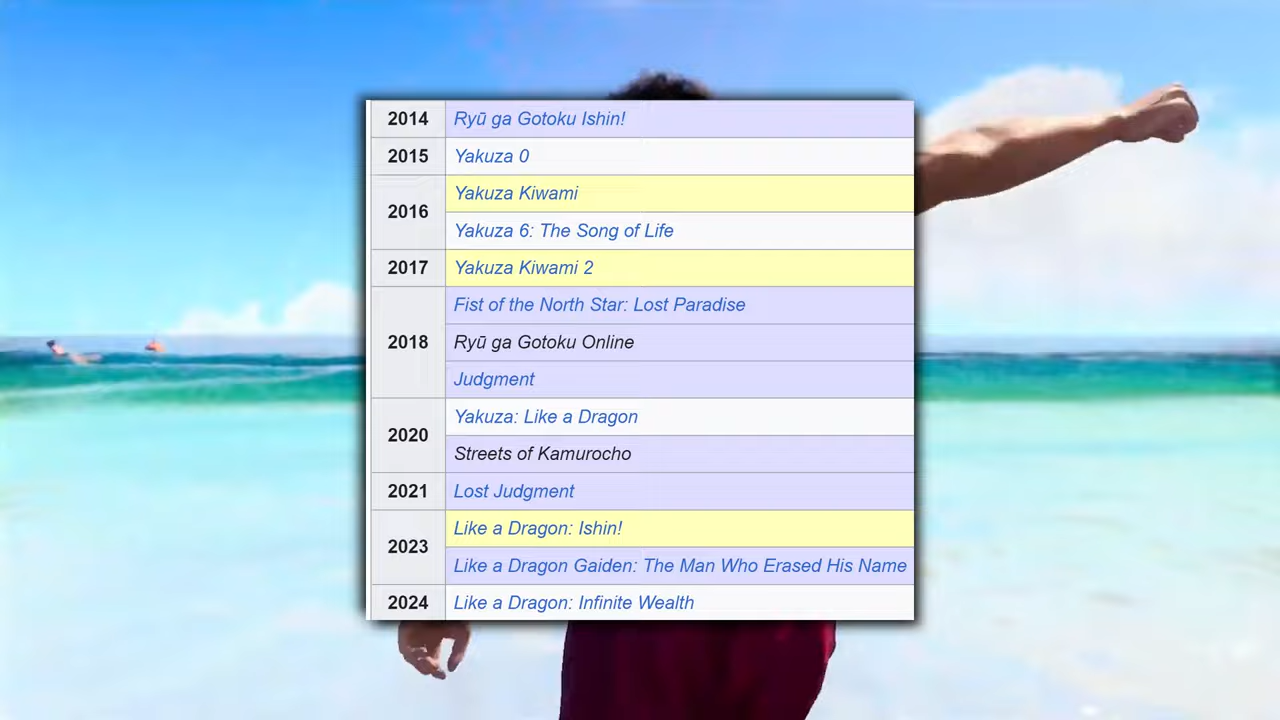 2014 Ryū ga Gotoku Ishin!
2015 Yakuza 0
2016 Yakuza Kiwami
Yakuza 6: The Song of Life
2017 Yakuza Kiwami 2
2018 Fist of the North Star: Lost Paradise
Ryū ga Gotoku Online
Judgment
2020 Yakuza: Like a Dragon
Streets of Kamurocho
2021 Lost Judgment
2023 Like a Dragon: Ishin!
Like a Dragon Gaiden: The Man Who Erased His Name
2024 Like a Dragon: Infinite Wealth